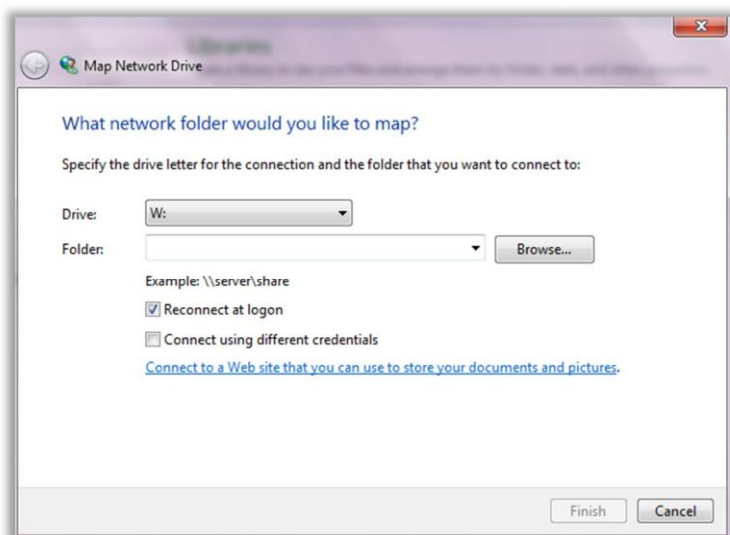 Libraries
Map Network Drive
What network folder would you like to map?
Specify the drive letter for the connection and the folder that you want to connect to:
Drive: W:
Folder: Browse...
Example: \\server\share
Reconnect at logon
Connect using different credentials
Connect to a Web site that you can use to store your documents and pictures.
Finish Cancel